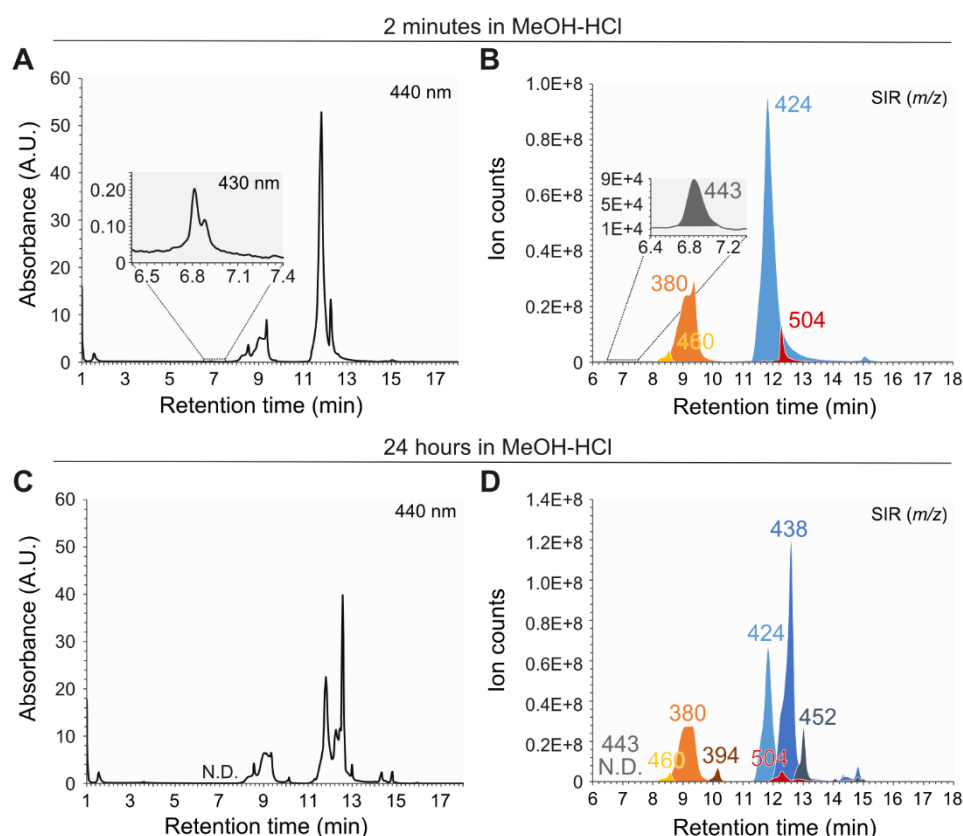 2 minutes in MeOH-HCl
A
60
50
40
30
20
10
0
Absorbance (A.U.)
440 nm
430 nm
0.20
0.10
0
6.5 6.8 7.1 7.4
1 3 5 7 9 11 13 15 17
Retention time (min)
B
1.0E+8
0.8E+8
0.6E+8
0.4E+8
0.2E+8
0
Ion counts
SIR (m/z)
424
9E+4
5E+4
1E+4
443
6.4 6.8 7.2
380
460
504
6 7 8 9 10 11 12 13 14 15 16 17 18
Retention time (min)
24 hours in MeOH-HCl
C
60
50
40
30
20
10
0
Absorbance (A.U.)
440 nm
N.D.
1 3 5 7 9 11 13 15 17
Retention time (min)
D
1.4E+8
1.2E+8
1.0E+8
0.8E+8
0.6E+8
0.4E+8
0.2E+8
0
Ion counts
SIR (m/z)
438
424
380
452
443
N.D.
460
394
504
6 7 8 9 10 11 12 13 14 15 16 17 18
Retention time (min)